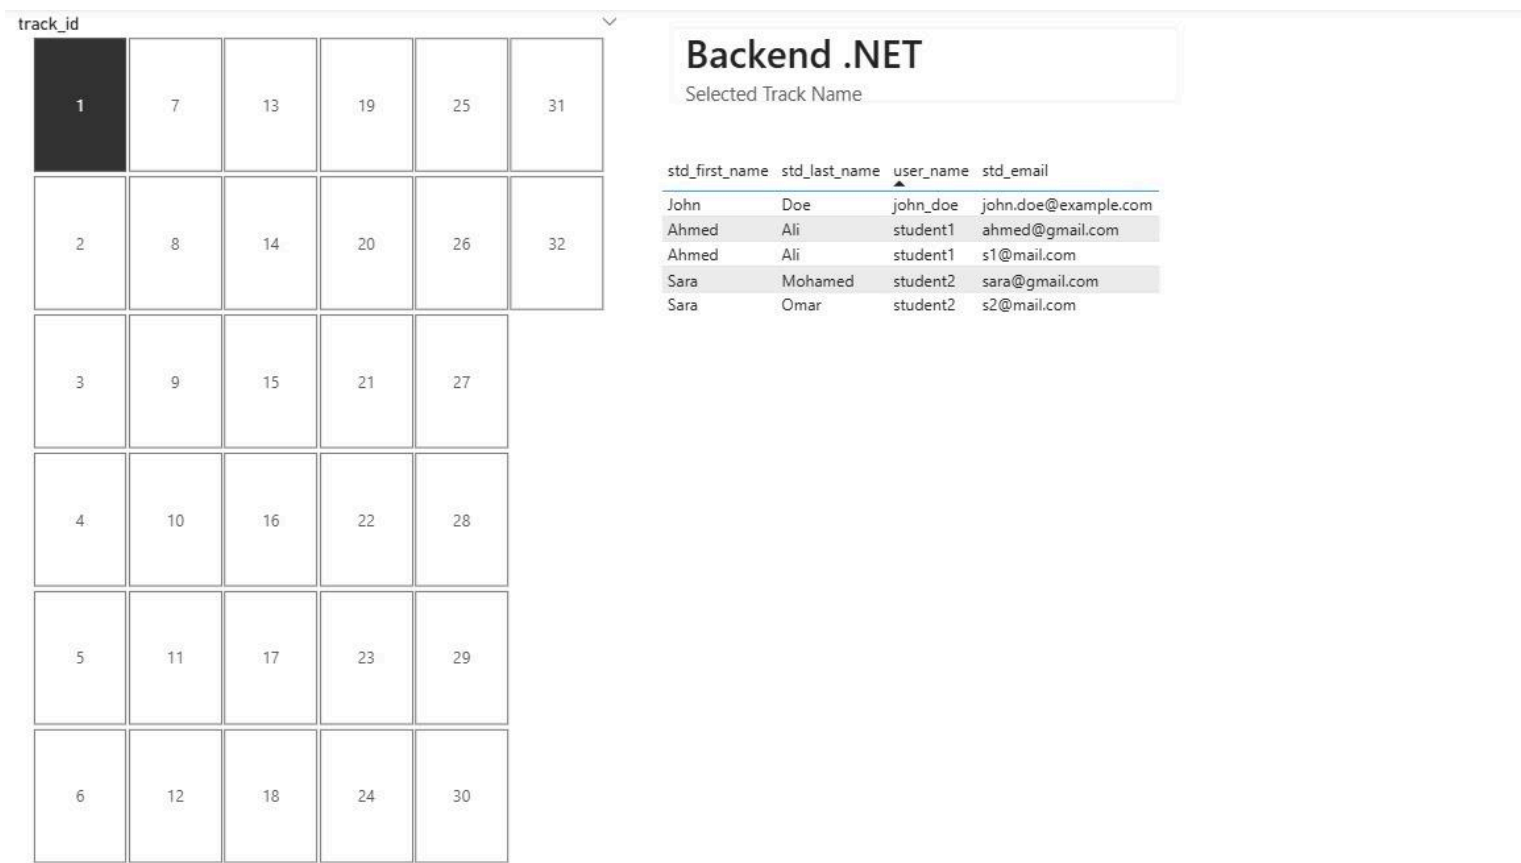 track_id
1 7 13 19 25 31
2 8 14 20 26 32
3 9 15 21 27
4 10 16 22 28
5 11 17 23 29
6 12 18 24 30
Backend .NET
Selected Track Name
std_first_name std_last_name user_name std_email
John Doe john_doe john.doe@example.com
Ahmed Ali student1 ahmed@gmail.com
Ahmed Ali student1 s1@mail.com
Sara Mohamed student2 sara@gmail.com
Sara Omar student2 s2@mail.com